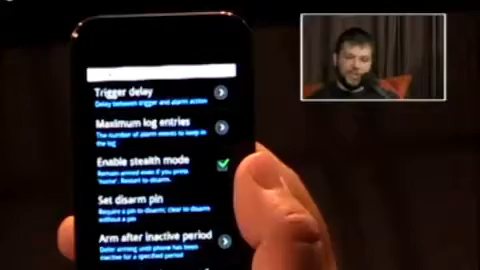 Trigger delay
Delay between trigger and alarm action
Maximum log entries
The number of alarm events to keep in
the log
Enable stealth mode
Remain armed even if you press
'home'. Restart to disarm.
Set disarm pin
Require a pin to disarm; clear to disarm
without a pin
Arm after inactive period
Defer arming until phone has been
inactive for a specified period